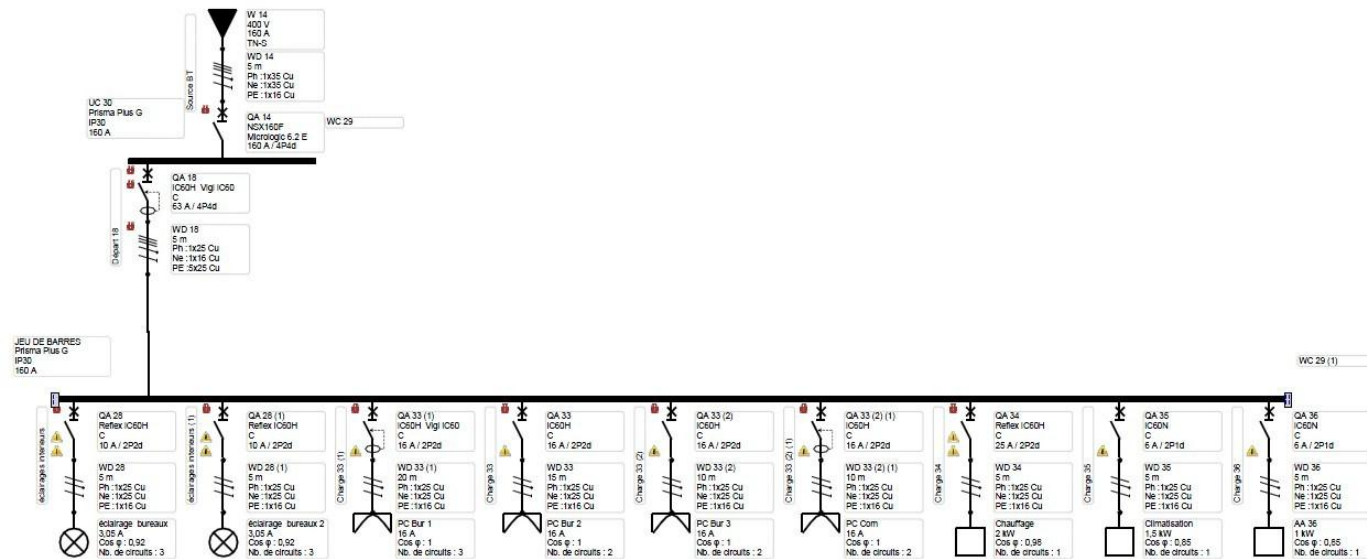 W 14
400 V
160 A
TN-S
WD 14
5 m
Ph :1x35 Cu
Ne :1x35 Cu
PE :1x16 Cu
Source BT
UC 30
Prisma Plus G
IP30
160 A
QA 14
NSX160F
Micrologic 6.2 E
160 A / 4P4d
WC 29
QA 18
IC60H Vigi IC60
C
63 A / 4P4d
Départ 18
WD 18
5 m
Ph :1x25 Cu
Ne :1x16 Cu
PE :5x25 Cu
JEU DE BARRES
Prisma Plus G
IP30
160 A
WC 29 (1)
éclairages interieurs
QA 28
Reflex IC60H
C
10 A / 2P2d
WD 28
5 m
Ph :1x25 Cu
Ne :1x25 Cu
PE :1x16 Cu
éclairage bureaux
3,05 A
Cos φ : 0,92
Nb. de circuits : 3
éclairages interieurs (1)
QA 28 (1)
Reflex IC60H
C
10 A / 2P2d
WD 28 (1)
5 m
Ph :1x25 Cu
Ne :1x25 Cu
PE :1x16 Cu
éclairage bureaux 2
3,05 A
Cos φ : 0,92
Nb. de circuits : 3
Charge 33 (1)
QA 33 (1)
IC60H Vigi IC60
C
16 A / 2P2d
WD 33 (1)
20 m
Ph :1x25 Cu
Ne :1x25 Cu
PE :1x16 Cu
PC Bur 1
16 A
Cos φ : 1
Nb. de circuits : 3
Charge 33
QA 33
IC60H
C
16 A / 2P2d
WD 33
15 m
Ph :1x25 Cu
Ne :1x25 Cu
PE :1x16 Cu
PC Bur 2
16 A
Cos φ : 1
Nb. de circuits : 2
Charge 33 (2)
QA 33 (2)
IC60H
C
16 A / 2P2d
WD 33 (2)
10 m
Ph :1x25 Cu
Ne :1x25 Cu
PE :1x16 Cu
PC Bur 3
16 A
Cos φ : 1
Nb. de circuits : 2
Charge 33 (2) (1)
QA 33 (2) (1)
IC60H Vigi IC60
C
16 A / 2P2d
WD 33 (2) (1)
10 m
Ph :1x25 Cu
Ne :1x25 Cu
PE :1x16 Cu
PC Com
16 A
Cos φ : 1
Nb. de circuits : 2
Charge 34
QA 34
Reflex IC60H
C
25 A / 2P2d
WD 34
5 m
Ph :1x25 Cu
Ne :1x25 Cu
PE :1x16 Cu
Chauffage
2 kW
Cos φ : 0,98
Nb. de circuits : 1
Charge 35
QA 35
IC60N
C
6 A / 2P1d
WD 35
5 m
Ph :1x25 Cu
Ne :1x25 Cu
PE :1x16 Cu
Climatisation
1,5 kW
Cos φ : 0,85
Nb. de circuits : 1
Charge 36
QA 36
IC60N
C
6 A / 2P1d
WD 36
5 m
Ph :1x25 Cu
Ne :1x25 Cu
PE :1x16 Cu
AA 36
1 kW
Cos φ : 0,85
Nb. de circuits : 1